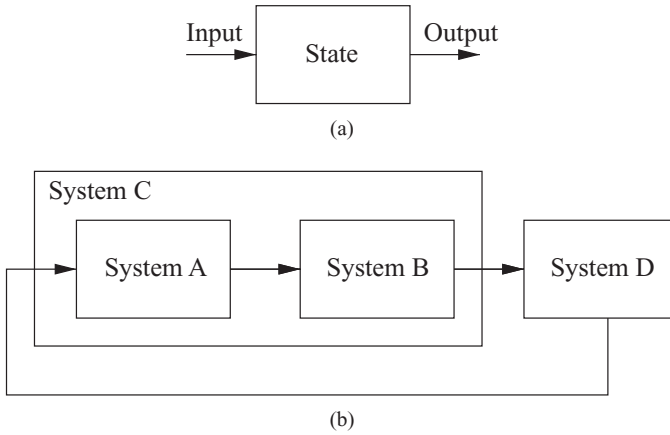 Input
State
Output
(a)
System C
System A
System B
System D
(b)